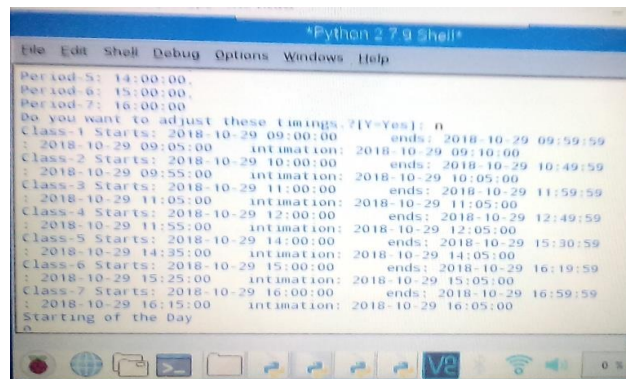 *Python 2.7.9 Shell*
File Edit Shell Debug Options Windows Help
Period-5: 14:00:00.
Period-6: 15:00:00.
Period-7: 16:00:00
Do you want to adjust these timings.?[Y=Yes]: n
Class-1 Starts: 2018-10-29 09:00:00 ends: 2018-10-29 09:59:59
: 2018-10-29 09:05:00 intimation: 2018-10-29 09:10:00
Class-2 Starts: 2018-10-29 10:00:00 ends: 2018-10-29 10:49:59
: 2018-10-29 09:55:00 intimation: 2018-10-29 10:05:00
Class-3 Starts: 2018-10-29 11:00:00 ends: 2018-10-29 11:59:59
: 2018-10-29 11:05:00 intimation: 2018-10-29 11:05:00
Class-4 Starts: 2018-10-29 12:00:00 ends: 2018-10-29 12:49:59
: 2018-10-29 11:55:00 intimation: 2018-10-29 12:05:00
Class-5 Starts: 2018-10-29 14:00:00 ends: 2018-10-29 15:30:59
: 2018-10-29 14:35:00 intimation: 2018-10-29 14:05:00
Class-6 Starts: 2018-10-29 15:00:00 ends: 2018-10-29 16:19:59
: 2018-10-29 15:25:00 intimation: 2018-10-29 15:05:00
Class-7 Starts: 2018-10-29 16:00:00 ends: 2018-10-29 16:59:59
: 2018-10-29 16:15:00 intimation: 2018-10-29 16:05:00
Starting of the Day
0
V2 0 %